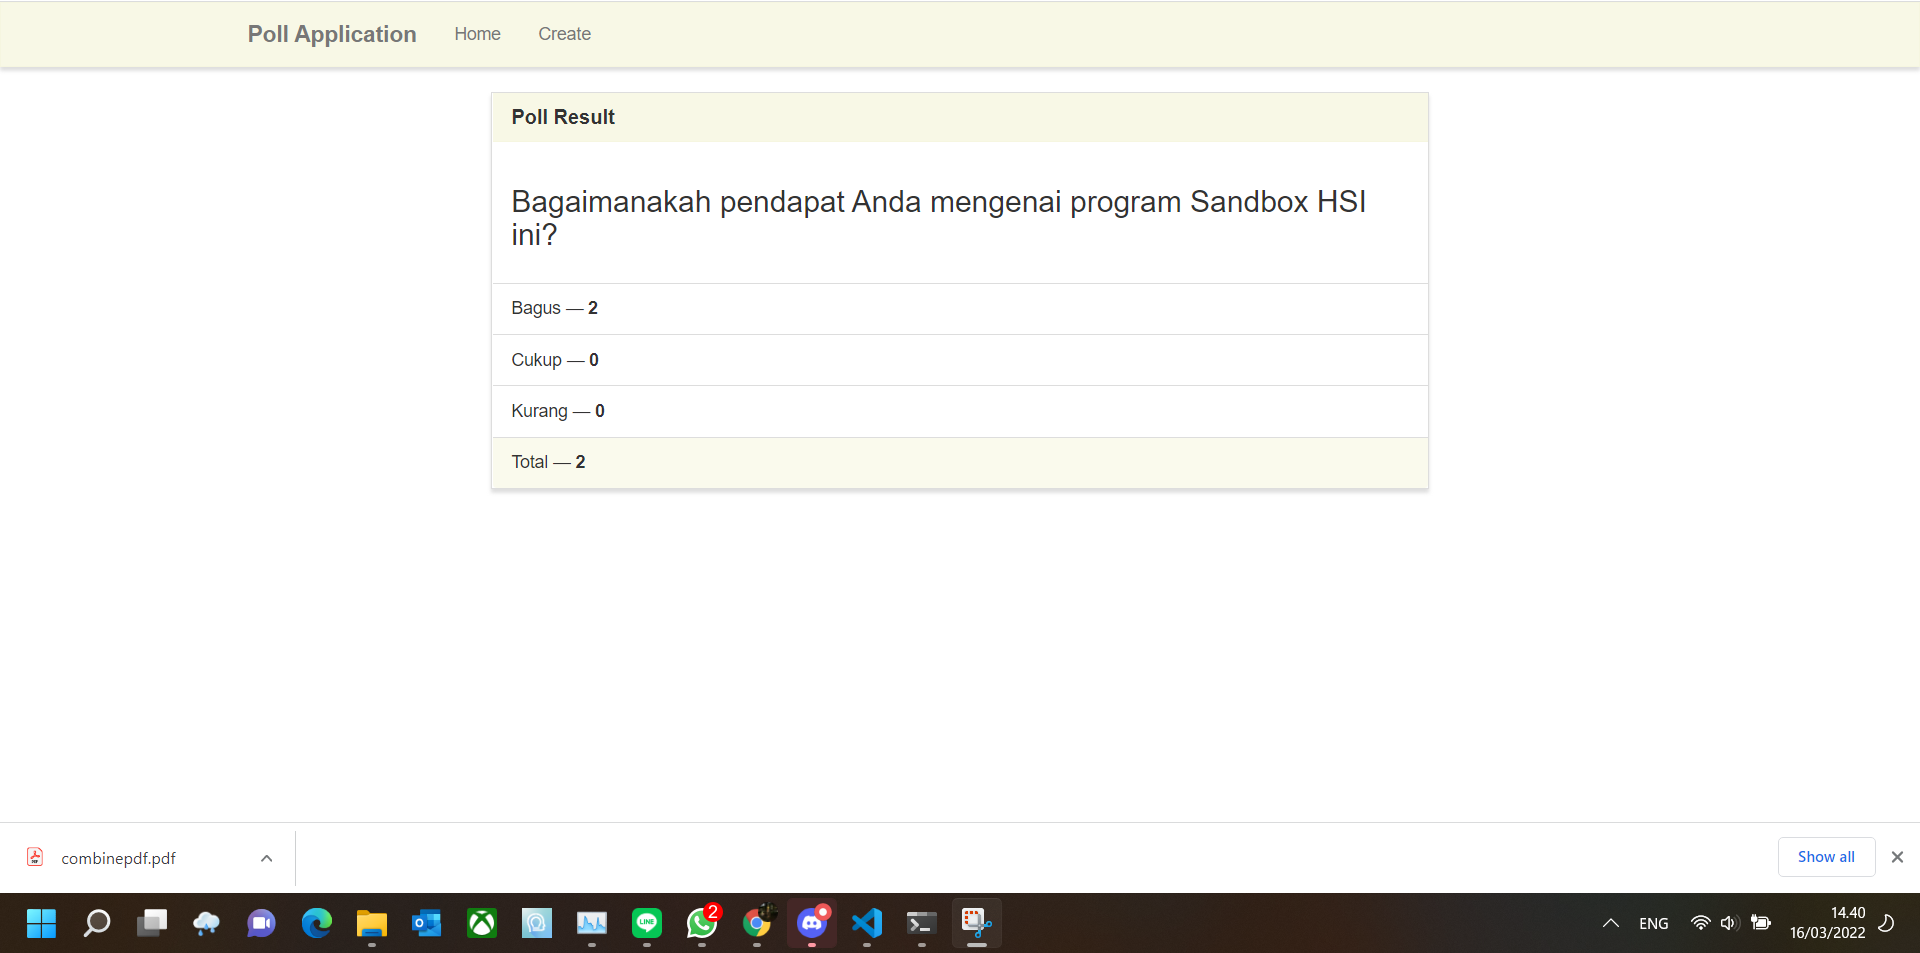 Poll Application Home Create
Poll Result
Bagaimanakah pendapat Anda mengenai program Sandbox HSI
ini?
Bagus — 2
Cukup — 0
Kurang — 0
Total — 2
combinepdf.pdf
Show all
LINE
2
ENG
14.40
16/03/2022